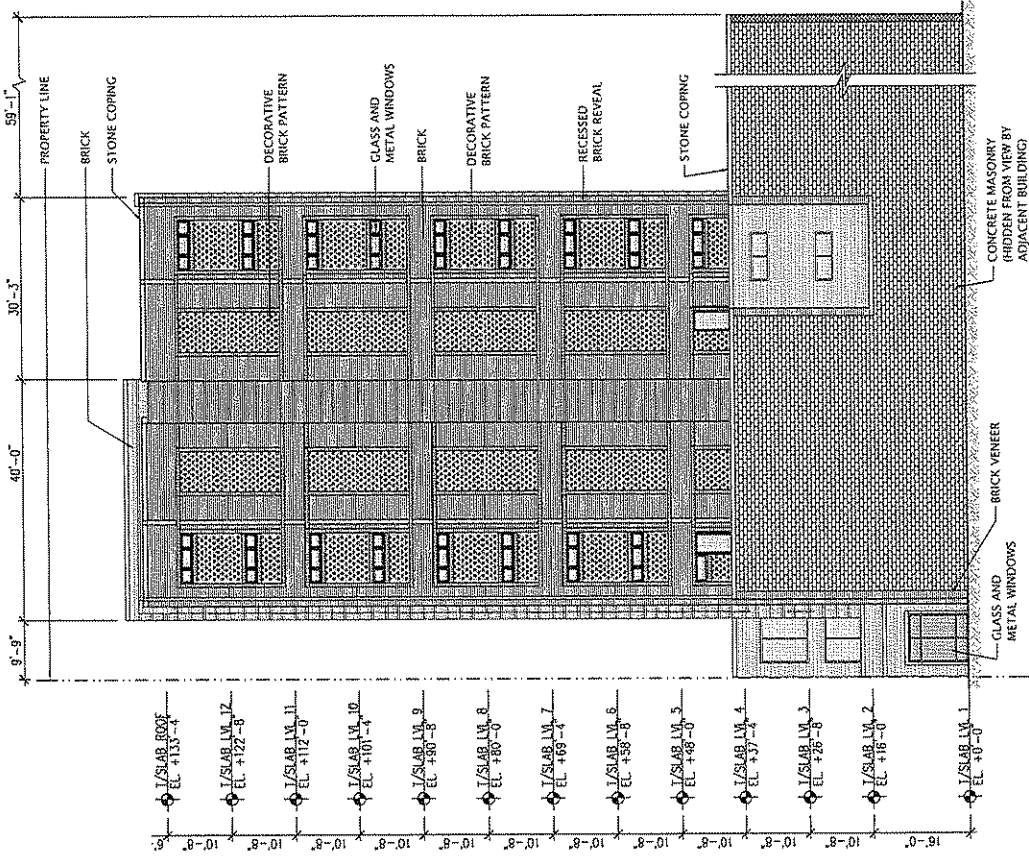 59'-1"
30'-3"
40'-0"
9'-9"
PROPERTY LINE
BRICK
STONE COPING
DECORATIVE
BRICK PATTERN
GLASS AND
METAL WINDOWS
BRICK
DECORATIVE
BRICK PATTERN
RECESSED
BRICK REVEAL
STONE COPING
CONCRETE MASONRY
(HIDDEN FROM VIEW BY
ADJACENT BUILDING)
BRICK VENEER
GLASS AND
METAL WINDOWS
T/SLAB ROOF
EL. +133'-4"
T/SLAB LVL 12
EL. +122'-8"
T/SLAB LVL 11
EL. +112'-0"
T/SLAB LVL 10
EL. +101'-4"
T/SLAB LVL 9
EL. +90'-8"
T/SLAB LVL 8
EL. +80'-0"
T/SLAB LVL 7
EL. +69'-4"
T/SLAB LVL 6
EL. +58'-8"
T/SLAB LVL 5
EL. +48'-0"
T/SLAB LVL 4
EL. +37'-4"
T/SLAB LVL 3
EL. +26'-8"
T/SLAB LVL 2
EL. +16'-0"
T/SLAB LVL 1
EL. +0'-0"
10'-8"
10'-8"
10'-8"
10'-8"
10'-8"
10'-8"
10'-8"
10'-8"
10'-8"
10'-8"
10'-8"
16'-0"